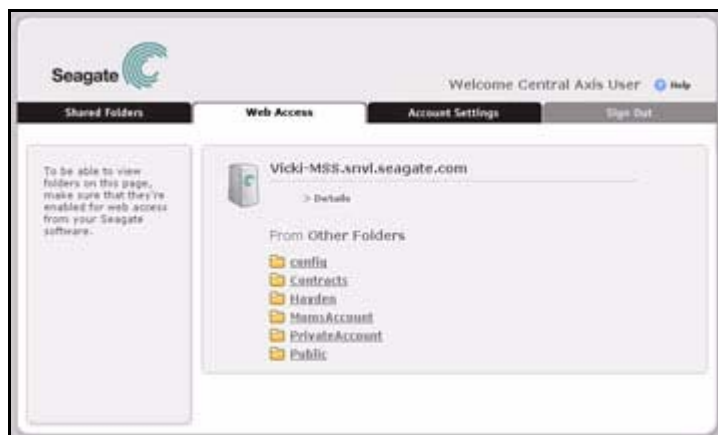 Seagate
Welcome Central Axis User Help
Shared Folders Web Access Account Settings Sign Out
To be able to view
folders on this page,
make sure that they're
enabled for web access
from your Seagate
software.
Vicki-MSS.snvl.seagate.com
> Details
From Other Folders
config
Contracts
Hayden
MomsAccount
PrivateAccount
Public